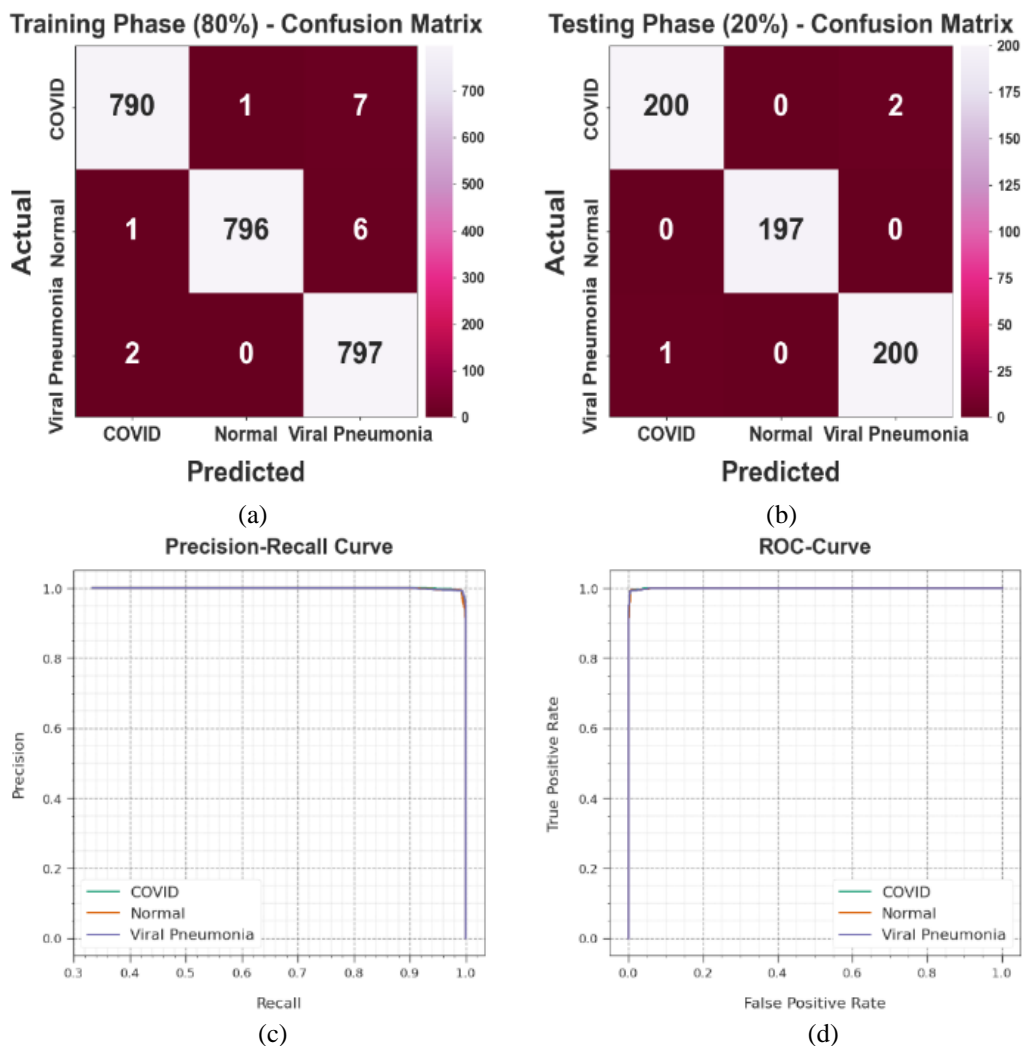 Training Phase (80%) - Confusion Matrix
COVID
Normal
Viral Pneumonia
Actual
790 1 7
1 796 6
2 0 797
700
600
500
400
300
200
100
0
COVID Normal Viral Pneumonia
Predicted
(a)
Testing Phase (20%) - Confusion Matrix
COVID
Normal
Viral Pneumonia
Actual
200 0 2
0 197 0
1 0 200
200
175
150
125
100
75
50
25
0
COVID Normal Viral Pneumonia
Predicted
(b)
Precision-Recall Curve
Precision
1.0
0.8
0.6
0.4
0.2
0.0
COVID
Normal
Viral Pneumonia
0.3 0.4 0.5 0.6 0.7 0.8 0.9 1.0
Recall
(c)
ROC-Curve
True Positive Rate
1.0
0.8
0.6
0.4
0.2
0.0
COVID
Normal
Viral Pneumonia
0.0 0.2 0.4 0.6 0.8 1.0
False Positive Rate
(d)